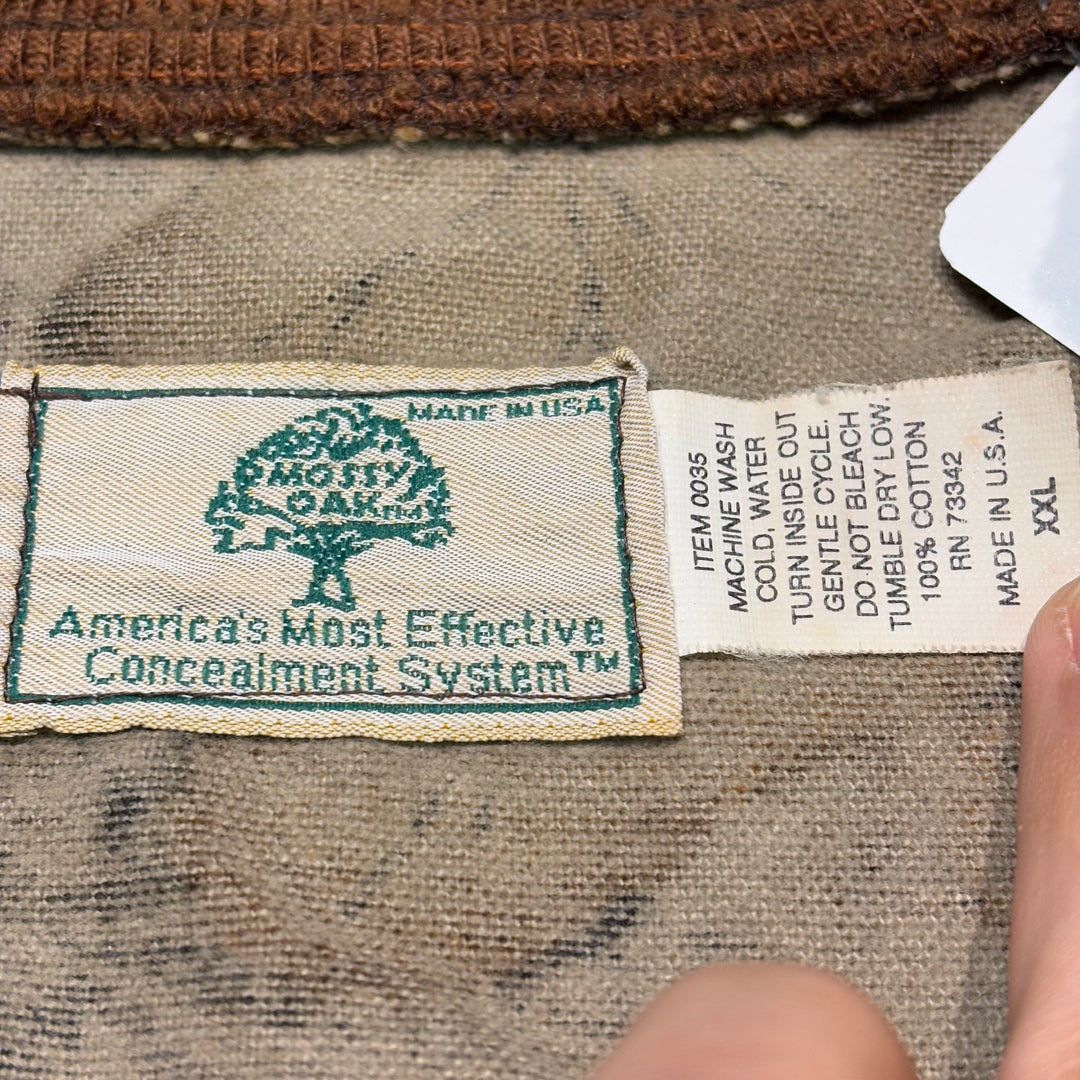 MADE IN USA
MOSSY
OAK
America's Most Effective
Concealment System™
ITEM 0035
MACHINE WASH
COLD, WATER
TURN INSIDE OUT
GENTLE CYCLE.
DO NOT BLEACH
TUMBLE DRY LOW.
100% COTTON
RN 73342
MADE IN U.S.A.
XXL